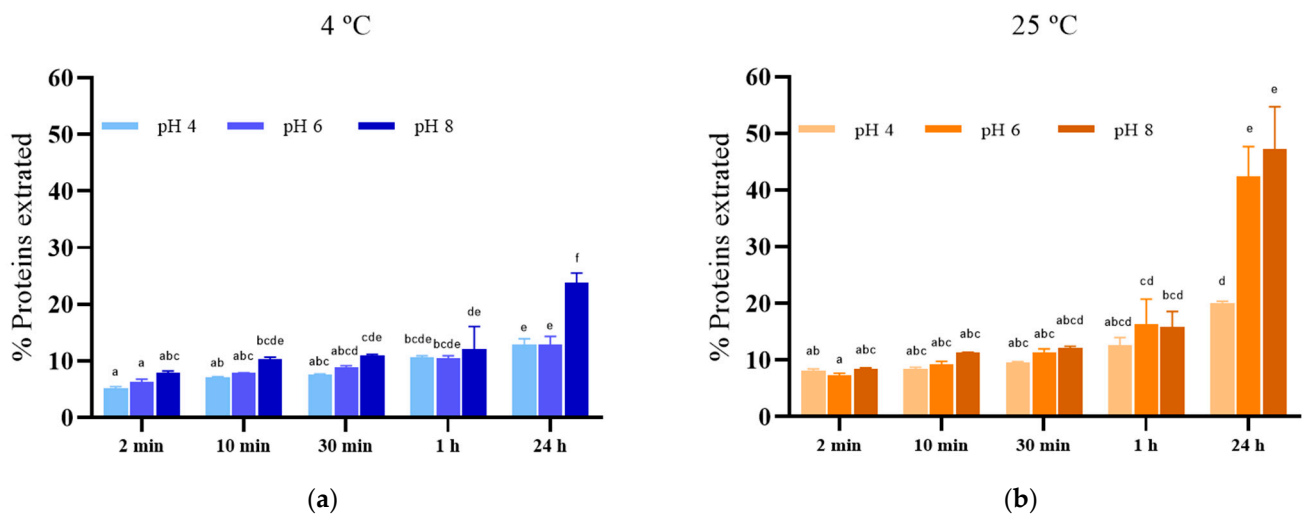 4 ºC
% Proteins extrated
60
50
40
30
20
10
0
pH 4 pH 6 pH 8
a a abc
ab abc bcde
abc abcd cde
bcde bcde de
e e f
2 min 10 min 30 min 1 h 24 h
(a)
25 ºC
% Proteins extrated
60
50
40
30
20
10
0
pH 4 pH 6 pH 8
ab a abc
abc abc abc
abc abc abcd
abcd cd bcd
d e e
2 min 10 min 30 min 1 h 24 h
(b)